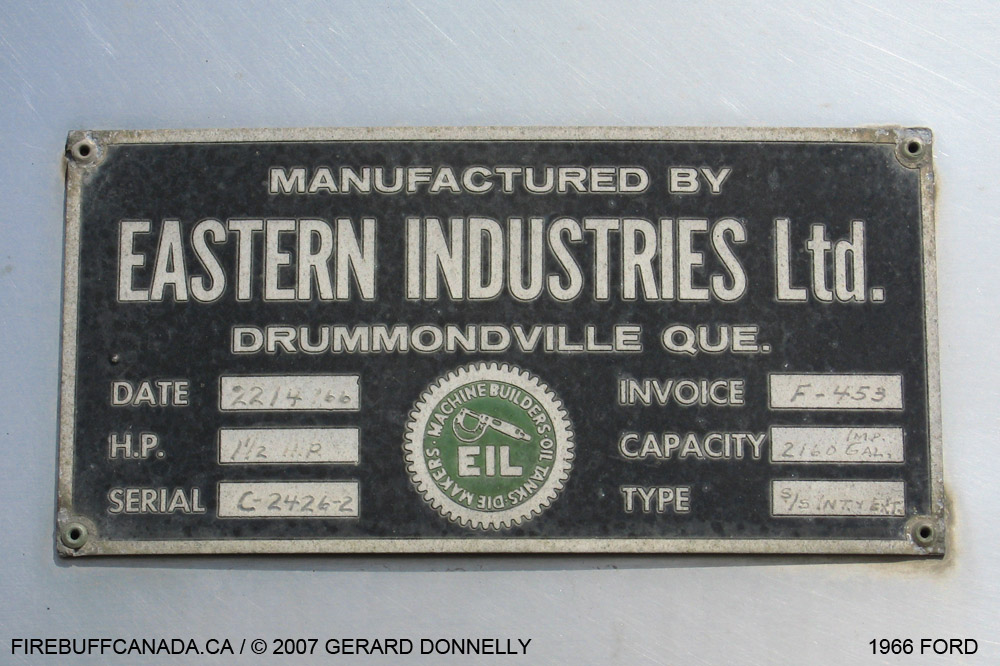 MANUFACTURED BY
EASTERN INDUSTRIES Ltd.
DRUMMONDVILLE QUE.
DATE 22 / 4 / 66
H.P. 1 1/2 H.P.
SERIAL C-2426-2
MACHINE BUILDERS · OIL TANKS · DIE MAKERS ·
EIL
INVOICE F-453
CAPACITY 2160 IMP. GAL.
TYPE S/S INT. Y EXT.
FIREBUFFCANADA.CA / © 2007 GERARD DONNELLY
1966 FORD